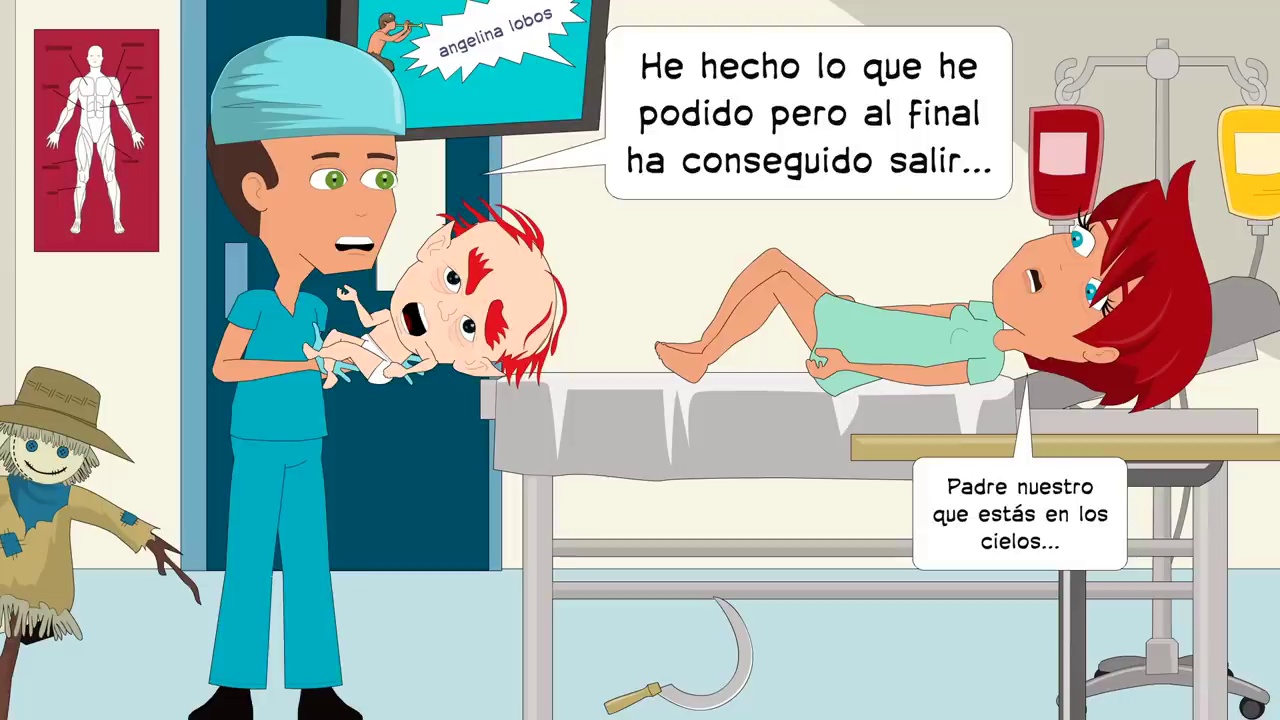 angelina lobos
He hecho lo que he
podido pero al final
ha conseguido salir...
Padre nuestro
que estás en los
cielos...